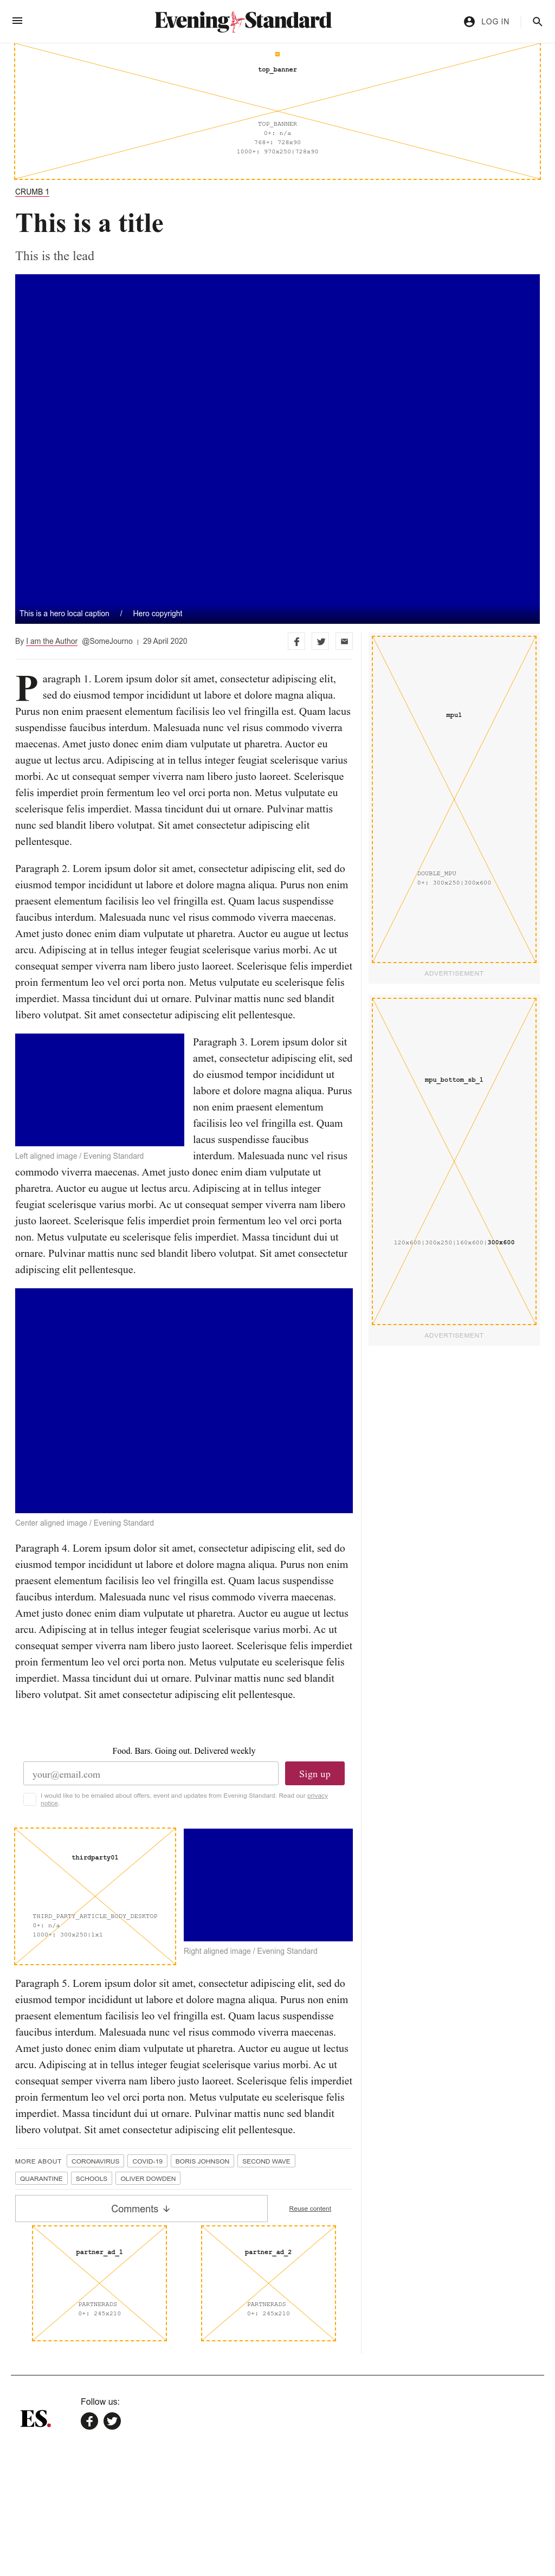 Evening Standard
LOG IN
top_banner
TOP_BANNER
0+: n/a
768+: 728x90
1000+: 970x250|728x90
CRUMB 1
This is a title
This is the lead
This is a hero local caption / Hero copyright
By I am the Author @SomeJourno | 29 April 2020
Paragraph 1. Lorem ipsum dolor sit amet, consectetur adipiscing elit,
sed do eiusmod tempor incididunt ut labore et dolore magna aliqua.
Purus non enim praesent elementum facilisis leo vel fringilla est. Quam lacus
suspendisse faucibus interdum. Malesuada nunc vel risus commodo viverra
maecenas. Amet justo donec enim diam vulputate ut pharetra. Auctor eu
augue ut lectus arcu. Adipiscing at in tellus integer feugiat scelerisque varius
morbi. Ac ut consequat semper viverra nam libero justo laoreet. Scelerisque
felis imperdiet proin fermentum leo vel orci porta non. Metus vulputate eu
scelerisque felis imperdiet. Massa tincidunt dui ut ornare. Pulvinar mattis
nunc sed blandit libero volutpat. Sit amet consectetur adipiscing elit
pellentesque.
Paragraph 2. Lorem ipsum dolor sit amet, consectetur adipiscing elit, sed do
eiusmod tempor incididunt ut labore et dolore magna aliqua. Purus non enim
praesent elementum facilisis leo vel fringilla est. Quam lacus suspendisse
faucibus interdum. Malesuada nunc vel risus commodo viverra maecenas.
Amet justo donec enim diam vulputate ut pharetra. Auctor eu augue ut lectus
arcu. Adipiscing at in tellus integer feugiat scelerisque varius morbi. Ac ut
consequat semper viverra nam libero justo laoreet. Scelerisque felis imperdiet
proin fermentum leo vel orci porta non. Metus vulputate eu scelerisque felis
imperdiet. Massa tincidunt dui ut ornare. Pulvinar mattis nunc sed blandit
libero volutpat. Sit amet consectetur adipiscing elit pellentesque.
Left aligned image / Evening Standard
Paragraph 3. Lorem ipsum dolor sit
amet, consectetur adipiscing elit, sed
do eiusmod tempor incididunt ut
labore et dolore magna aliqua. Purus
non enim praesent elementum
facilisis leo vel fringilla est. Quam
lacus suspendisse faucibus
interdum. Malesuada nunc vel risus
commodo viverra maecenas. Amet justo donec enim diam vulputate ut
pharetra. Auctor eu augue ut lectus arcu. Adipiscing at in tellus integer
feugiat scelerisque varius morbi. Ac ut consequat semper viverra nam libero
justo laoreet. Scelerisque felis imperdiet proin fermentum leo vel orci porta
non. Metus vulputate eu scelerisque felis imperdiet. Massa tincidunt dui ut
ornare. Pulvinar mattis nunc sed blandit libero volutpat. Sit amet consectetur
adipiscing elit pellentesque.
Center aligned image / Evening Standard
Paragraph 4. Lorem ipsum dolor sit amet, consectetur adipiscing elit, sed do
eiusmod tempor incididunt ut labore et dolore magna aliqua. Purus non enim
praesent elementum facilisis leo vel fringilla est. Quam lacus suspendisse
faucibus interdum. Malesuada nunc vel risus commodo viverra maecenas.
Amet justo donec enim diam vulputate ut pharetra. Auctor eu augue ut lectus
arcu. Adipiscing at in tellus integer feugiat scelerisque varius morbi. Ac ut
consequat semper viverra nam libero justo laoreet. Scelerisque felis imperdiet
proin fermentum leo vel orci porta non. Metus vulputate eu scelerisque felis
imperdiet. Massa tincidunt dui ut ornare. Pulvinar mattis nunc sed blandit
libero volutpat. Sit amet consectetur adipiscing elit pellentesque.
Food. Bars. Going out. Delivered weekly
your@email.com
Sign up
I would like to be emailed about offers, event and updates from Evening Standard. Read our privacy
notice.
thirdparty01
THIRD_PARTY_ARTICLE_BODY_DESKTOP
0+: n/a
1000+: 300x250|1x1
Right aligned image / Evening Standard
Paragraph 5. Lorem ipsum dolor sit amet, consectetur adipiscing elit, sed do
eiusmod tempor incididunt ut labore et dolore magna aliqua. Purus non enim
praesent elementum facilisis leo vel fringilla est. Quam lacus suspendisse
faucibus interdum. Malesuada nunc vel risus commodo viverra maecenas.
Amet justo donec enim diam vulputate ut pharetra. Auctor eu augue ut lectus
arcu. Adipiscing at in tellus integer feugiat scelerisque varius morbi. Ac ut
consequat semper viverra nam libero justo laoreet. Scelerisque felis imperdiet
proin fermentum leo vel orci porta non. Metus vulputate eu scelerisque felis
imperdiet. Massa tincidunt dui ut ornare. Pulvinar mattis nunc sed blandit
libero volutpat. Sit amet consectetur adipiscing elit pellentesque.
MORE ABOUT CORONAVIRUS COVID-19 BORIS JOHNSON SECOND WAVE
QUARANTINE SCHOOLS OLIVER DOWDEN
Comments
Reuse content
partner_ad_1
PARTNERADS
0+: 245x210
partner_ad_2
PARTNERADS
0+: 245x210
mpu1
DOUBLE_MPU
0+: 300x250|300x600
ADVERTISEMENT
mpu_bottom_sb_1
120x600|300x250|160x600|300x600
ADVERTISEMENT
ES.
Follow us: